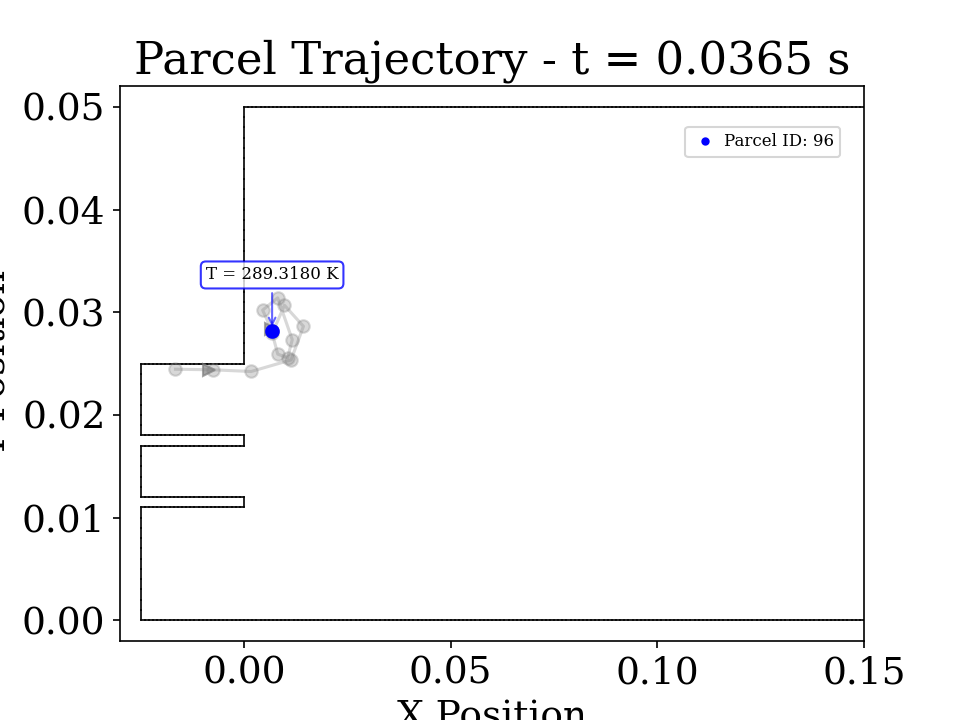 Parcel Trajectory - t = 0.0365 s
0.05
Parcel ID: 96
0.04
T = 289.3180 K
0.03
0.02
0.01
0.00
0.00 0.05 0.10 0.15
X Position